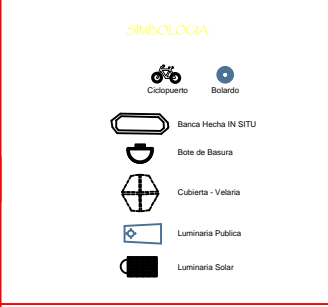 SIMBOLOGIA:
Ciclopuerto Bolardo
Banca Hecha IN SITU
Bote de Basura
Cubierta - Velaria
Luminaria Publica
Luminaria Solar